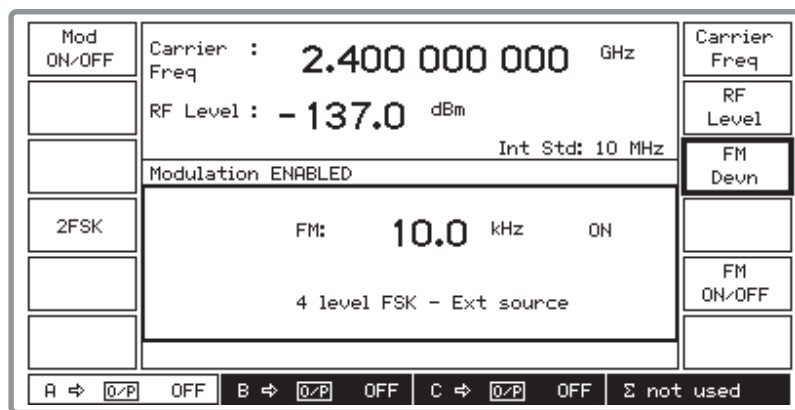 Mod
ON/OFF
2FSK
Carrier :
Freq
2.400 000 000 GHz
RF Level : - 137.0 dBm
Int Std: 10 MHz
Modulation ENABLED
FM: 10.0 kHz ON
4 level FSK - Ext source
Carrier
Freq
RF
Level
FM
Devn
FM
ON/OFF
A ⇨ O/P OFF B ⇨ O/P OFF C ⇨ O/P OFF Σ not used